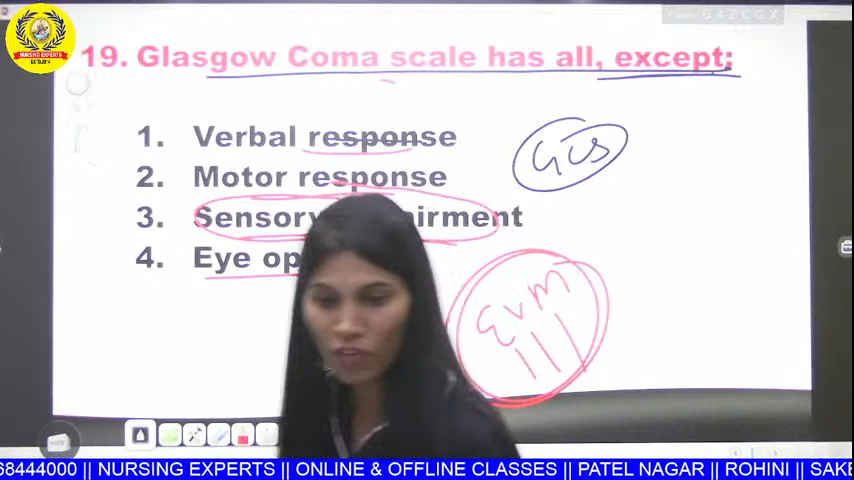 NURSING EXPERTS
19. Glasgow Coma scale has all, except;
1. Verbal response
2. Motor response
GCS
3. Sensory
4. Eye
EVM
68444000 || NURSING EXPERTS || ONLINE & OFFLINE CLASSES || PATEL NAGAR || ROHINI || SAKE